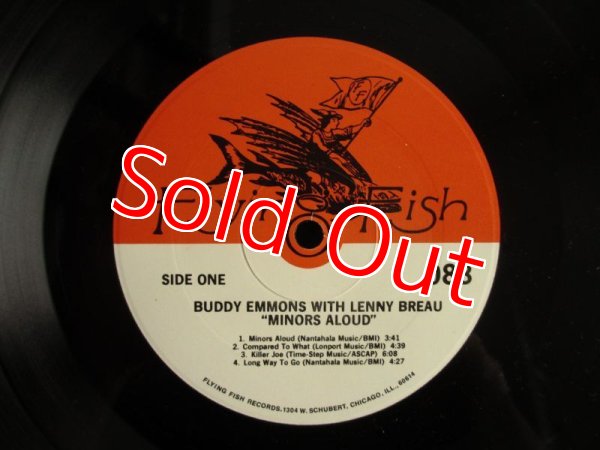 Flying Fish
Sold Out
SIDE ONE
088
BUDDY EMMONS WITH LENNY BREAU
“MINORS ALOUD”
1. Minors Aloud (Nantahala Music/BMI) 3:41
2. Compared To What (Lonport Music/BMI) 4:39
3. Killer Joe (Time-Step Music/ASCAP) 6:08
4. Long Way To Go (Nantahala Music/BMI) 4:27
FLYING FISH RECORDS, 1304 W. SCHUBERT, CHICAGO, ILL., 60614